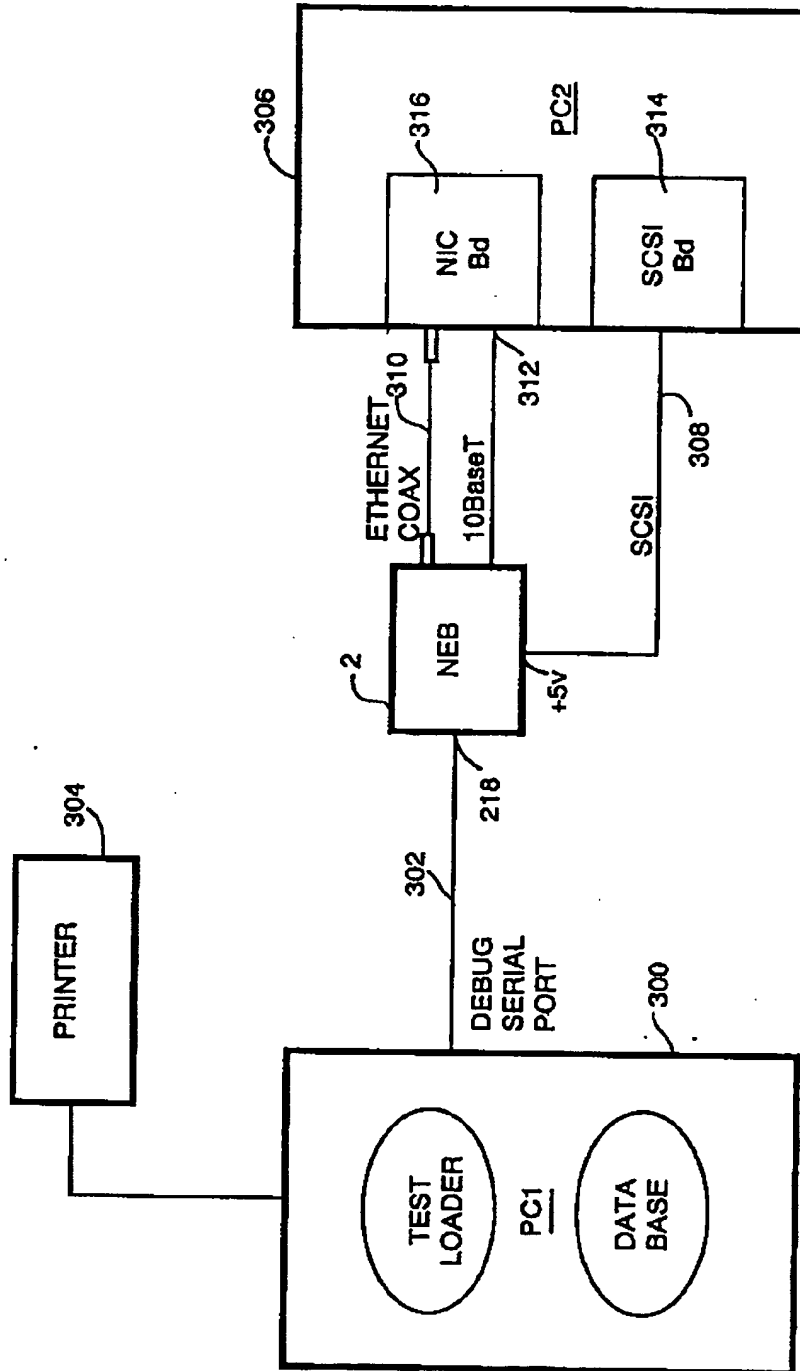 PRINTER
304
TEST
LOADER
PC1
DATA
BASE
300
DEBUG
SERIAL
PORT
302
218
2
NEB
+5v
ETHERNET
COAX
310
10BaseT
312
SCSI
308
306
NIC
Bd
316
PC2
SCSI
Bd
314